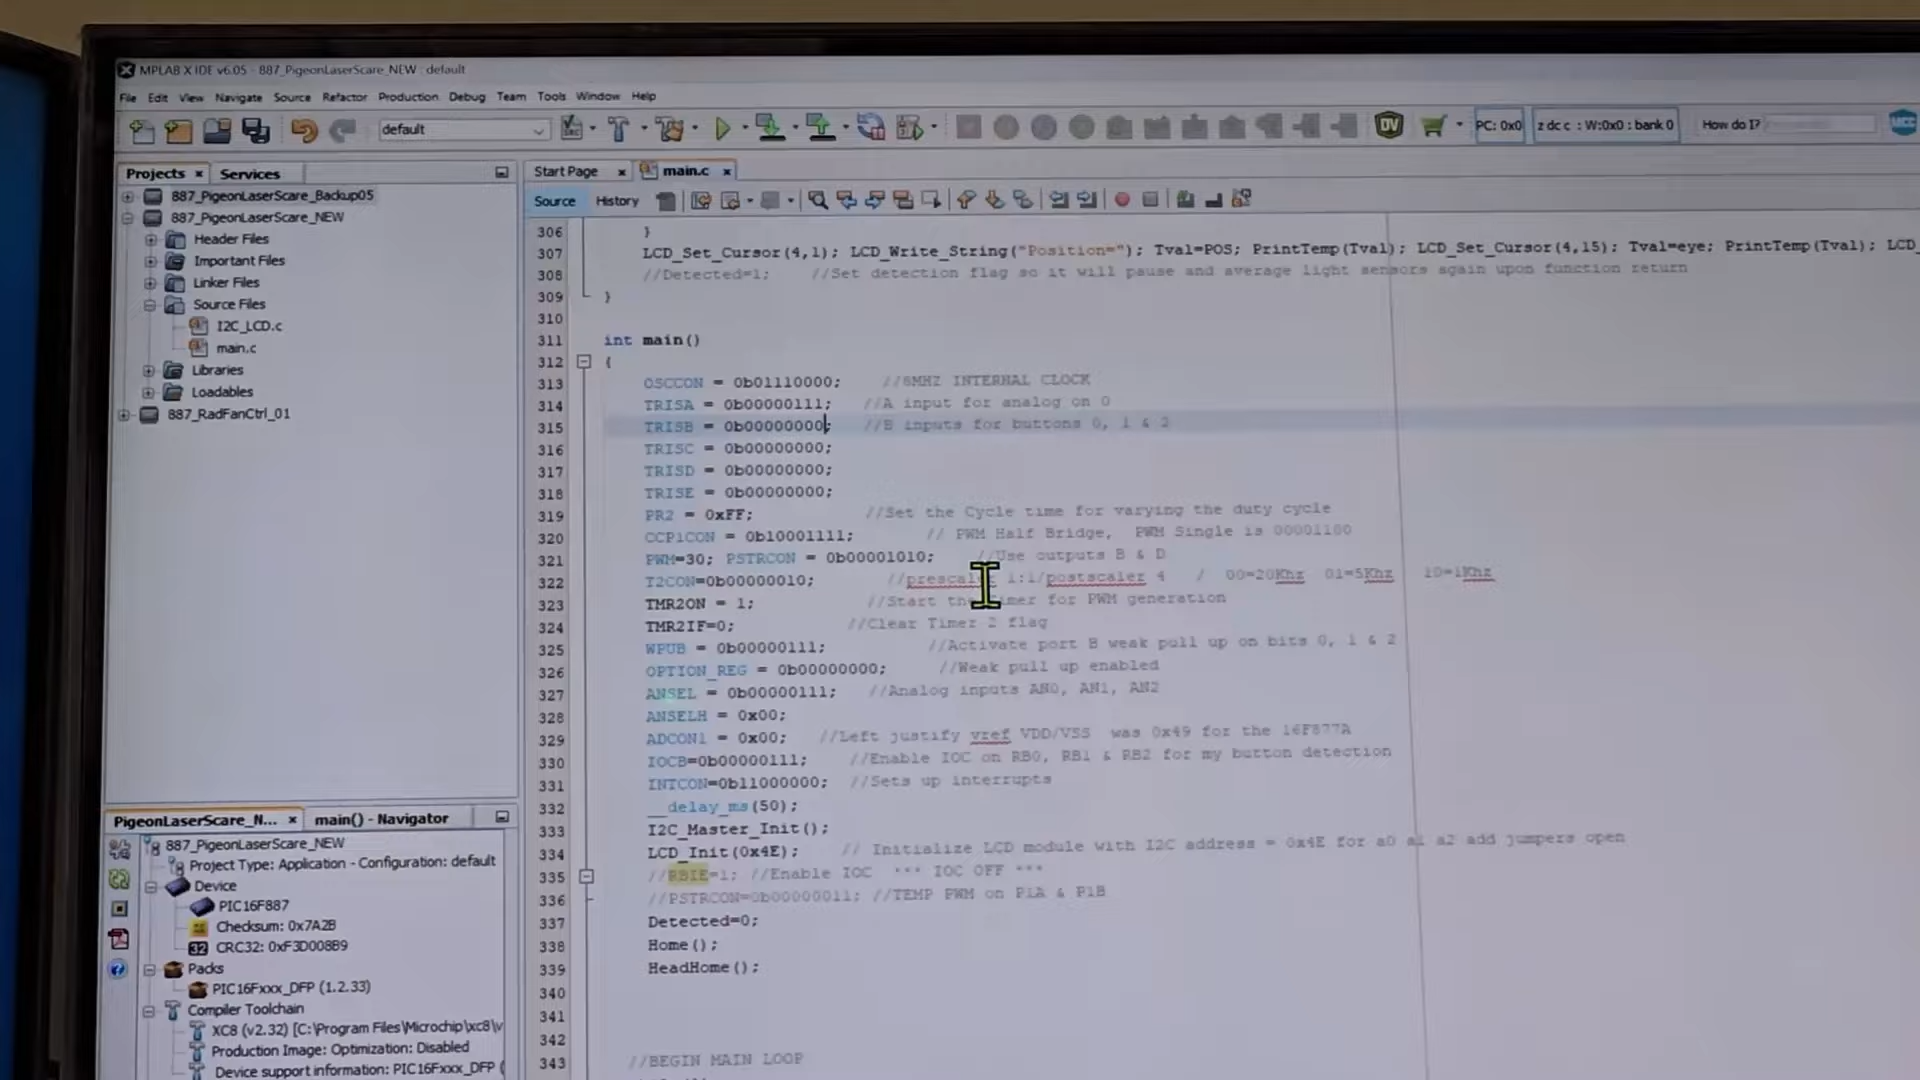 MPLAB X IDE v6.05 - 887_PigeonLaserScare_NEW : default
File Edit View Navigate Source Refactor Production Debug Team Tools Window Help
default
DV
PC: 0x0
z dc c : W:0x0 : bank 0
How do I?
MCC
Projects
Services
887_PigeonLaserScare_Backup05
887_PigeonLaserScare_NEW
Header Files
Important Files
Linker Files
Source Files
I2C_LCD.c
main.c
Libraries
Loadables
887_RadFanCtrl_01
Start Page
main.c
Source
History
306 }
307 LCD_Set_Cursor(4,1); LCD_Write_String("Position="); Tval=POS; PrintTemp(Tval); LCD_Set_Cursor(4,15); Tval=eye; PrintTemp(Tval); LCD_
308 //Detected=1; //Set detection flag so it will pause and average light sensors again upon function return
309 }
310
311 int main()
312 {
313 OSCCON = 0b01110000; //8MHZ INTERNAL CLOCK
314 TRISA = 0b00000111; //A input for analog on 0
315 TRISB = 0b00000000; //B inputs for buttons 0, 1 & 2
316 TRISC = 0b00000000;
317 TRISD = 0b00000000;
318 TRISE = 0b00000000;
319 PR2 = 0xFF; //Set the Cycle time for varying the duty cycle
320 CCP1CON = 0b10001111; // PWM Half Bridge, PWM Single is 00001100
321 PWM=30; PSTRCON = 0b00001010; //Use outputs B & D
322 T2CON=0b00000010; //prescaler 1:1/postscaler 4 / 00=20Khz 01=5Khz 10=1Khz
323 TMR2ON = 1; //Start the Timer for PWM generation
324 TMR2IF=0; //Clear Timer 2 flag
325 WPUB = 0b00000111; //Activate port B weak pull up on bits 0, 1 & 2
326 OPTION_REG = 0b00000000; //Weak pull up enabled
327 ANSEL = 0b00000111; //Analog inputs AN0, AN1, AN2
328 ANSELH = 0x00;
329 ADCON1 = 0x00; //Left justify vref VDD/VSS was 0x49 for the 16F877A
330 IOCB=0b00000111; //Enable IOC on RB0, RB1 & RB2 for my button detection
331 INTCON=0b11000000; //Sets up interrupts
332 __delay_ms(50);
333 I2C_Master_Init();
334 LCD_Init(0x4E); // Initialize LCD module with I2C address = 0x4E for a0 a1 a2 add jumpers open
335 //RBIE=1; //Enable IOC *** IOC OFF ***
336 //PSTRCON=0b00000011; //TEMP PWM on P1A & P1B
337 Detected=0;
338 Home();
339 HeadHome();
340
341
342
343 //BEGIN MAIN LOOP
PigeonLaserScare_N...
main() - Navigator
887_PigeonLaserScare_NEW
Project Type: Application - Configuration: default
Device
PIC16F887
Checksum: 0x7A2B
32 CRC32: 0xF3D008B9
Packs
PIC16Fxxx_DFP (1.2.33)
Compiler Toolchain
XC8 (v2.32) [C:\Program Files\Microchip\xc8\v
Production Image: Optimization: Disabled
Device support information: PIC16Fxxx_DFP (